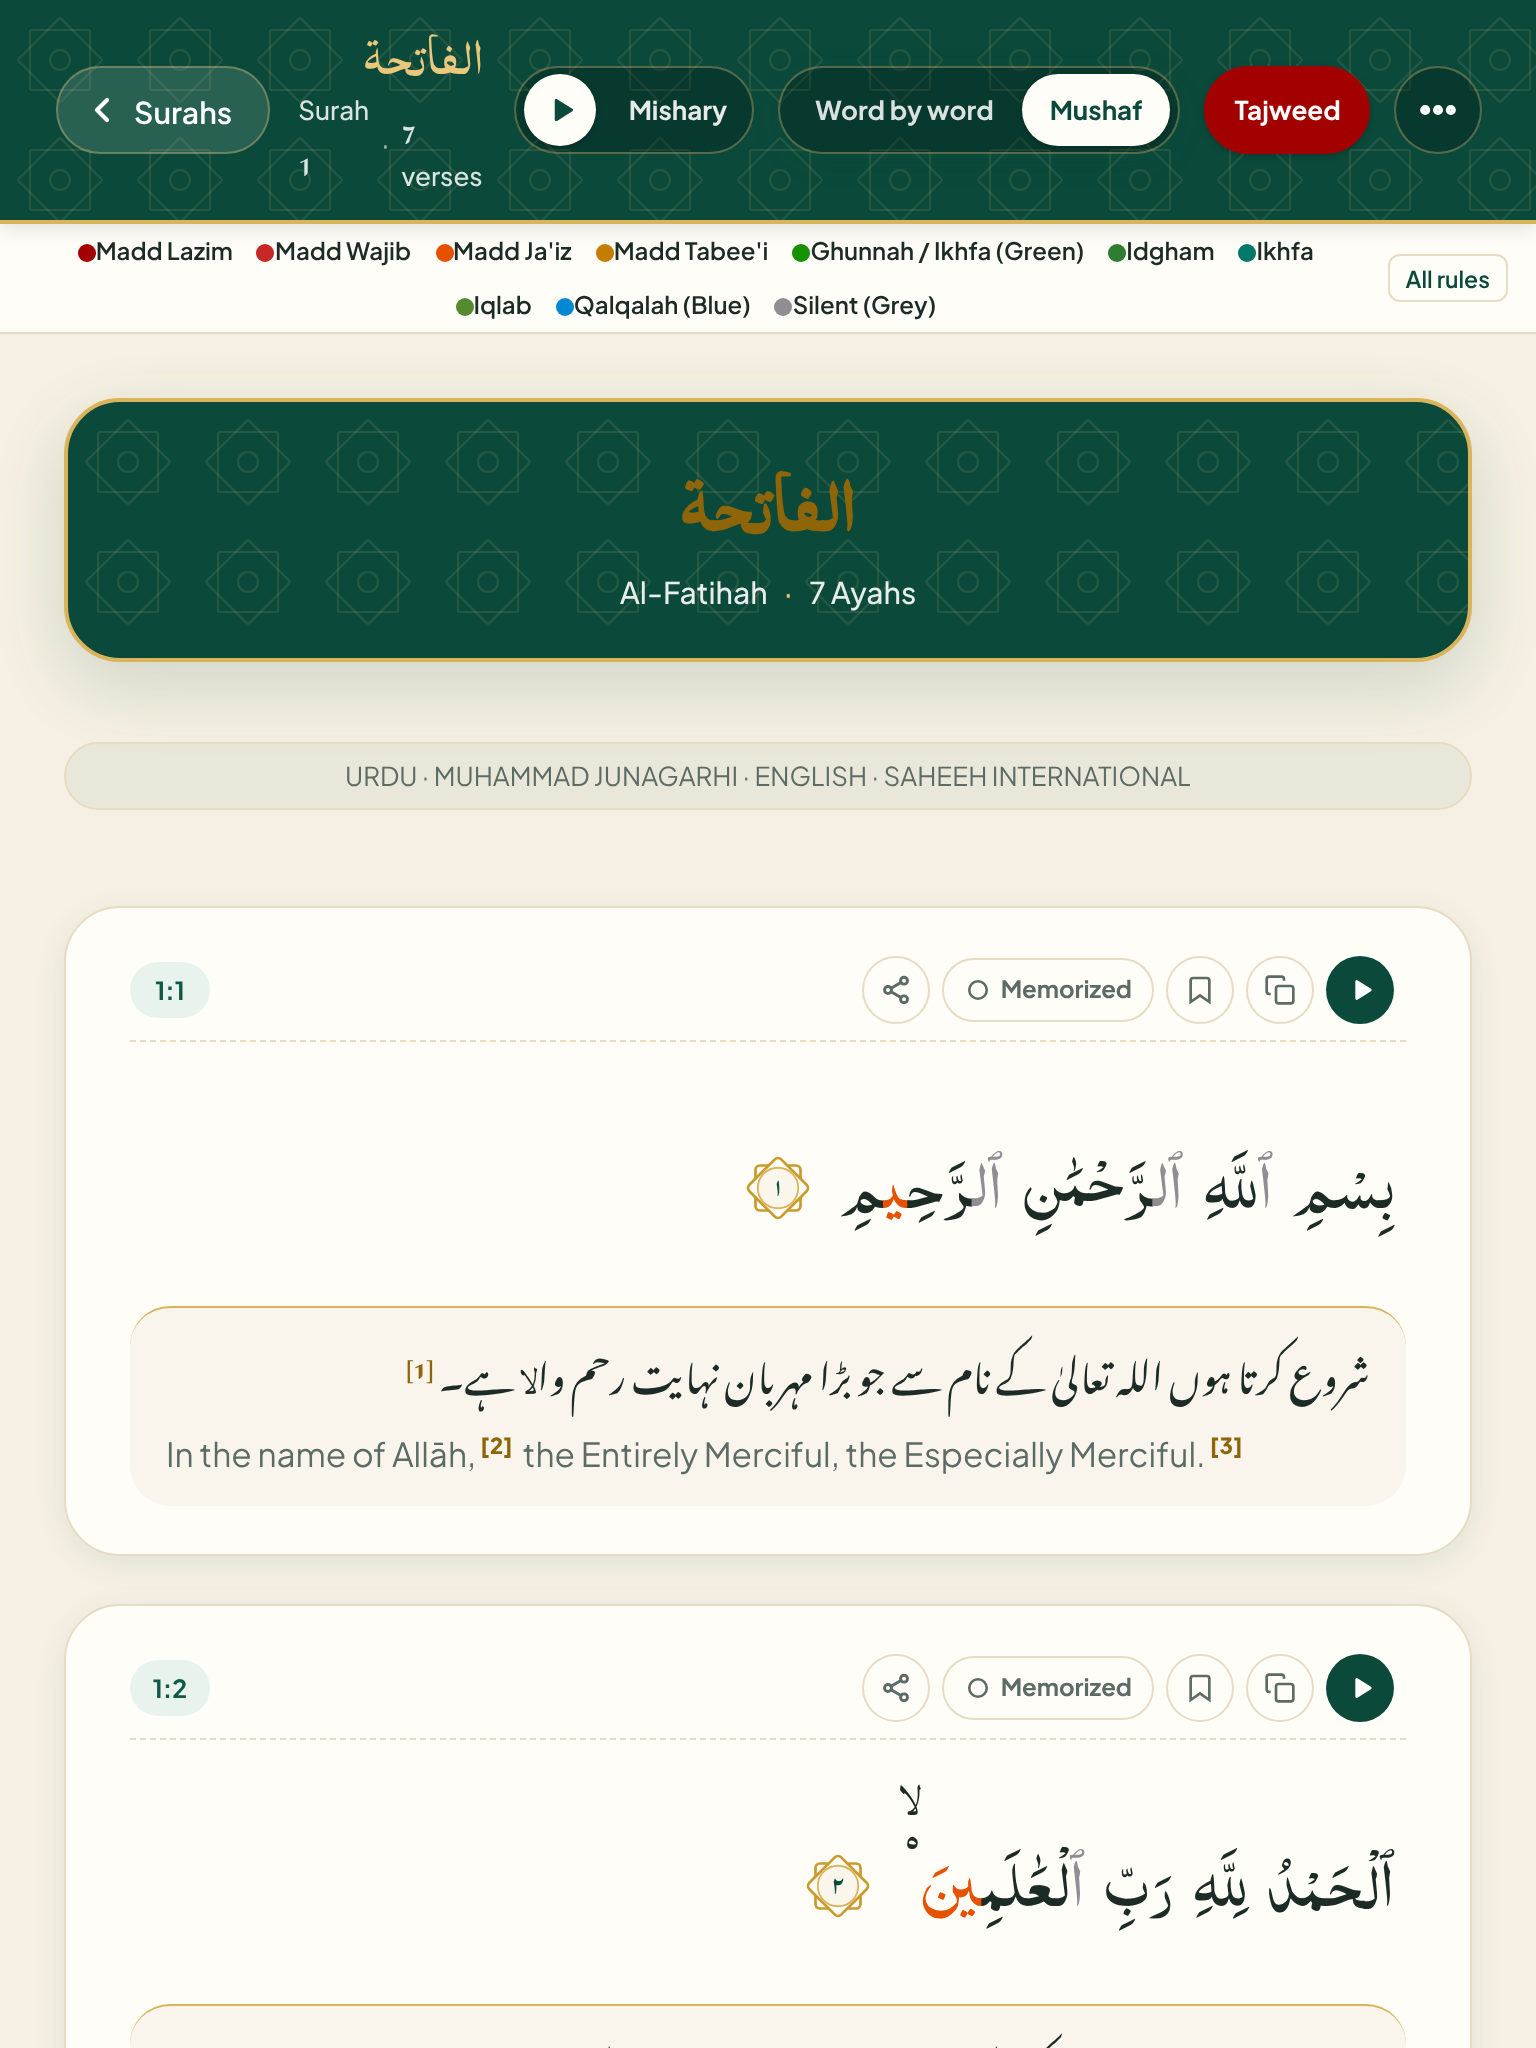 Surahs
الفاتحة
Surah 1 · 7 verses
Mishary
Word by word
Mushaf
Tajweed
Madd Lazim Madd Wajib Madd Ja'iz Madd Tabee'i Ghunnah / Ikhfa (Green) Idgham Ikhfa
Iqlab Qalqalah (Blue) Silent (Grey)
All rules
الفاتحة
Al-Fatihah · 7 Ayahs
URDU · MUHAMMAD JUNAGARHI · ENGLISH · SAHEEH INTERNATIONAL
1:1
Memorized
بِسْمِ ٱللَّهِ ٱلرَّحْمَٰنِ ٱلرَّحِيمِ ١
شروع کرتا ہوں اللہ تعالیٰ کے نام سے جو بڑا مہربان نہایت رحم والا ہے۔ [1]
In the name of Allāh, [2] the Entirely Merciful, the Especially Merciful. [3]
1:2
Memorized
ٱلْحَمْدُ لِلَّهِ رَبِّ ٱلْعَٰلَمِينَ ۙ ٢